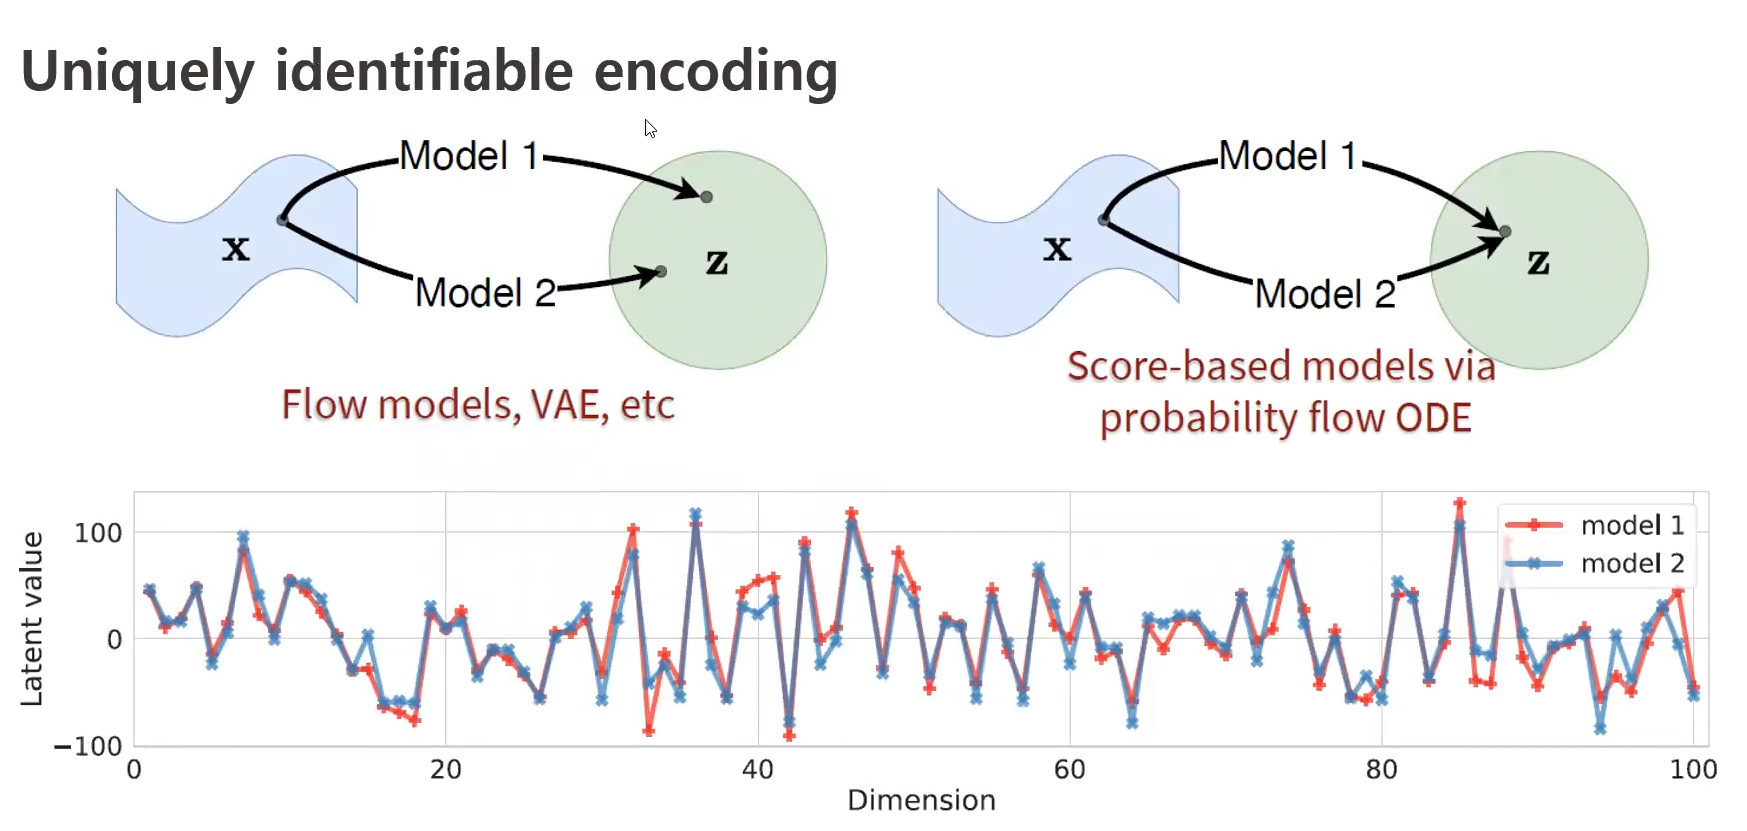 Uniquely identifiable encoding
Model 1
x
z
Model 2
Flow models, VAE, etc
Model 1
x
z
Model 2
Score-based models via
probability flow ODE
Latent value
100
0
−100
model 1
model 2
0 20 40 60 80 100
Dimension